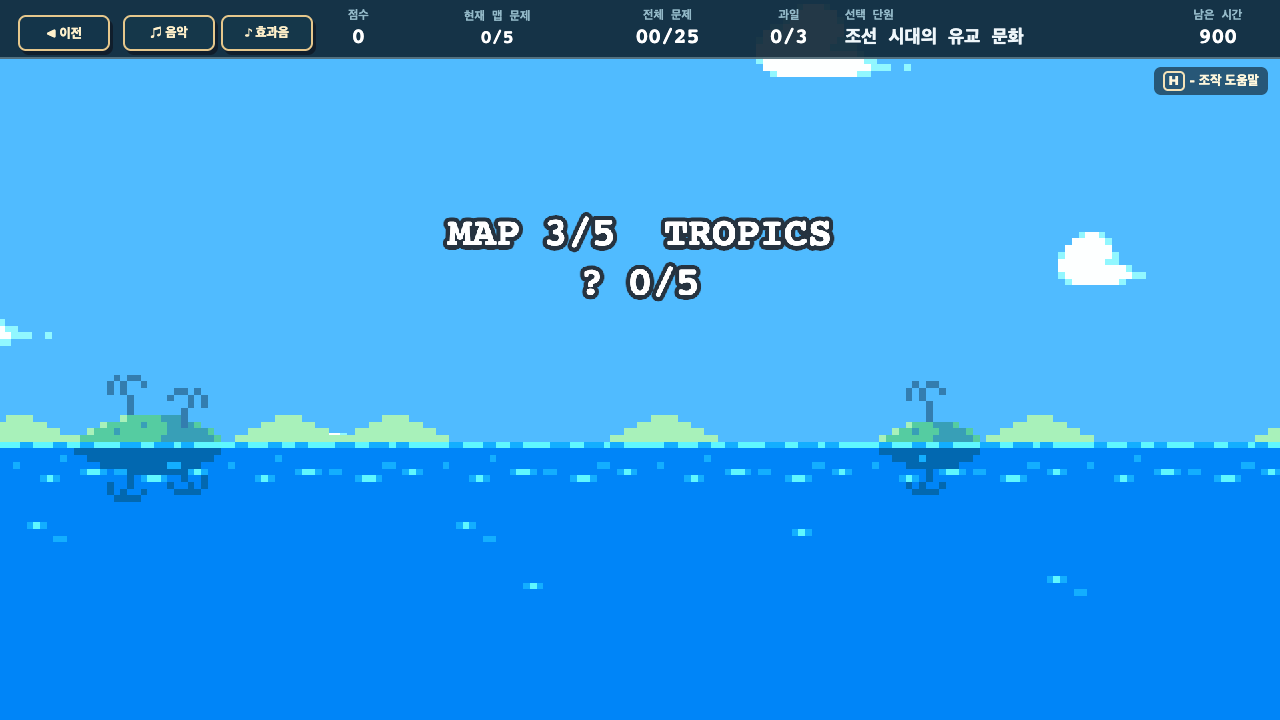 ◀ 이전
♫ 음악
♪ 효과음
점수
0
현재 맵 문제
0/5
전체 문제
00/25
과일
0/3
선택 단원
조선 시대의 유교 문화
남은 시간
900
H - 조작 도움말
MAP 3/5 TROPICS
? 0/5